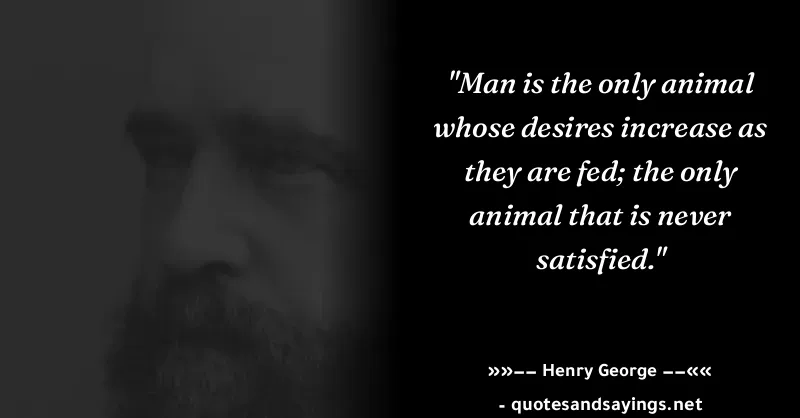 "Man is the only animal
whose desires increase as
they are fed; the only
animal that is never
satisfied."
»»–– Henry George ––««
- quotesandsayings.net